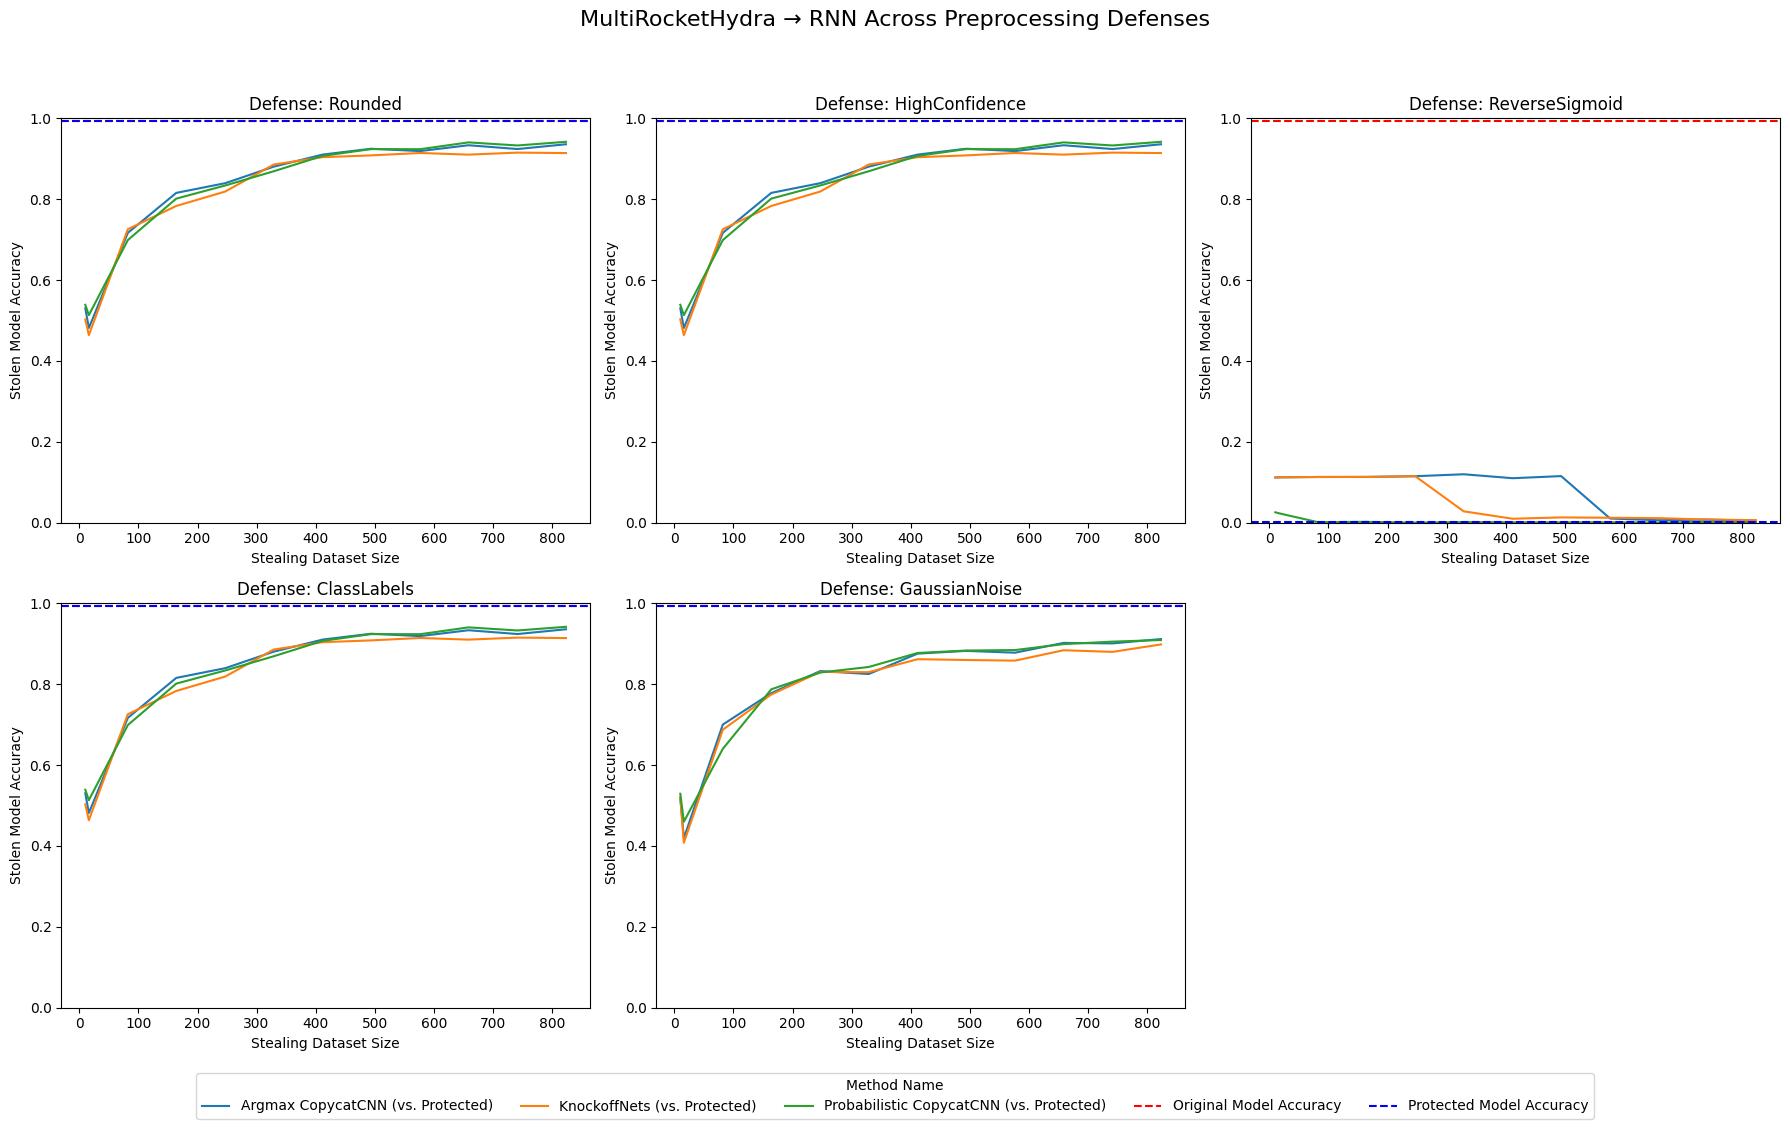 MultiRocketHydra → RNN Across Preprocessing Defenses
Defense: Rounded
1.0
0.8
0.6
0.4
0.2
0.0
Stolen Model Accuracy
0 100 200 300 400 500 600 700 800
Stealing Dataset Size
Defense: HighConfidence
1.0
0.8
0.6
0.4
0.2
0.0
Stolen Model Accuracy
0 100 200 300 400 500 600 700 800
Stealing Dataset Size
Defense: ReverseSigmoid
1.0
0.8
0.6
0.4
0.2
0.0
Stolen Model Accuracy
0 100 200 300 400 500 600 700 800
Stealing Dataset Size
Defense: ClassLabels
1.0
0.8
0.6
0.4
0.2
0.0
Stolen Model Accuracy
0 100 200 300 400 500 600 700 800
Stealing Dataset Size
Defense: GaussianNoise
1.0
0.8
0.6
0.4
0.2
0.0
Stolen Model Accuracy
0 100 200 300 400 500 600 700 800
Stealing Dataset Size
Method Name
Argmax CopycatCNN (vs. Protected) KnockoffNets (vs. Protected) Probabilistic CopycatCNN (vs. Protected) Original Model Accuracy Protected Model Accuracy